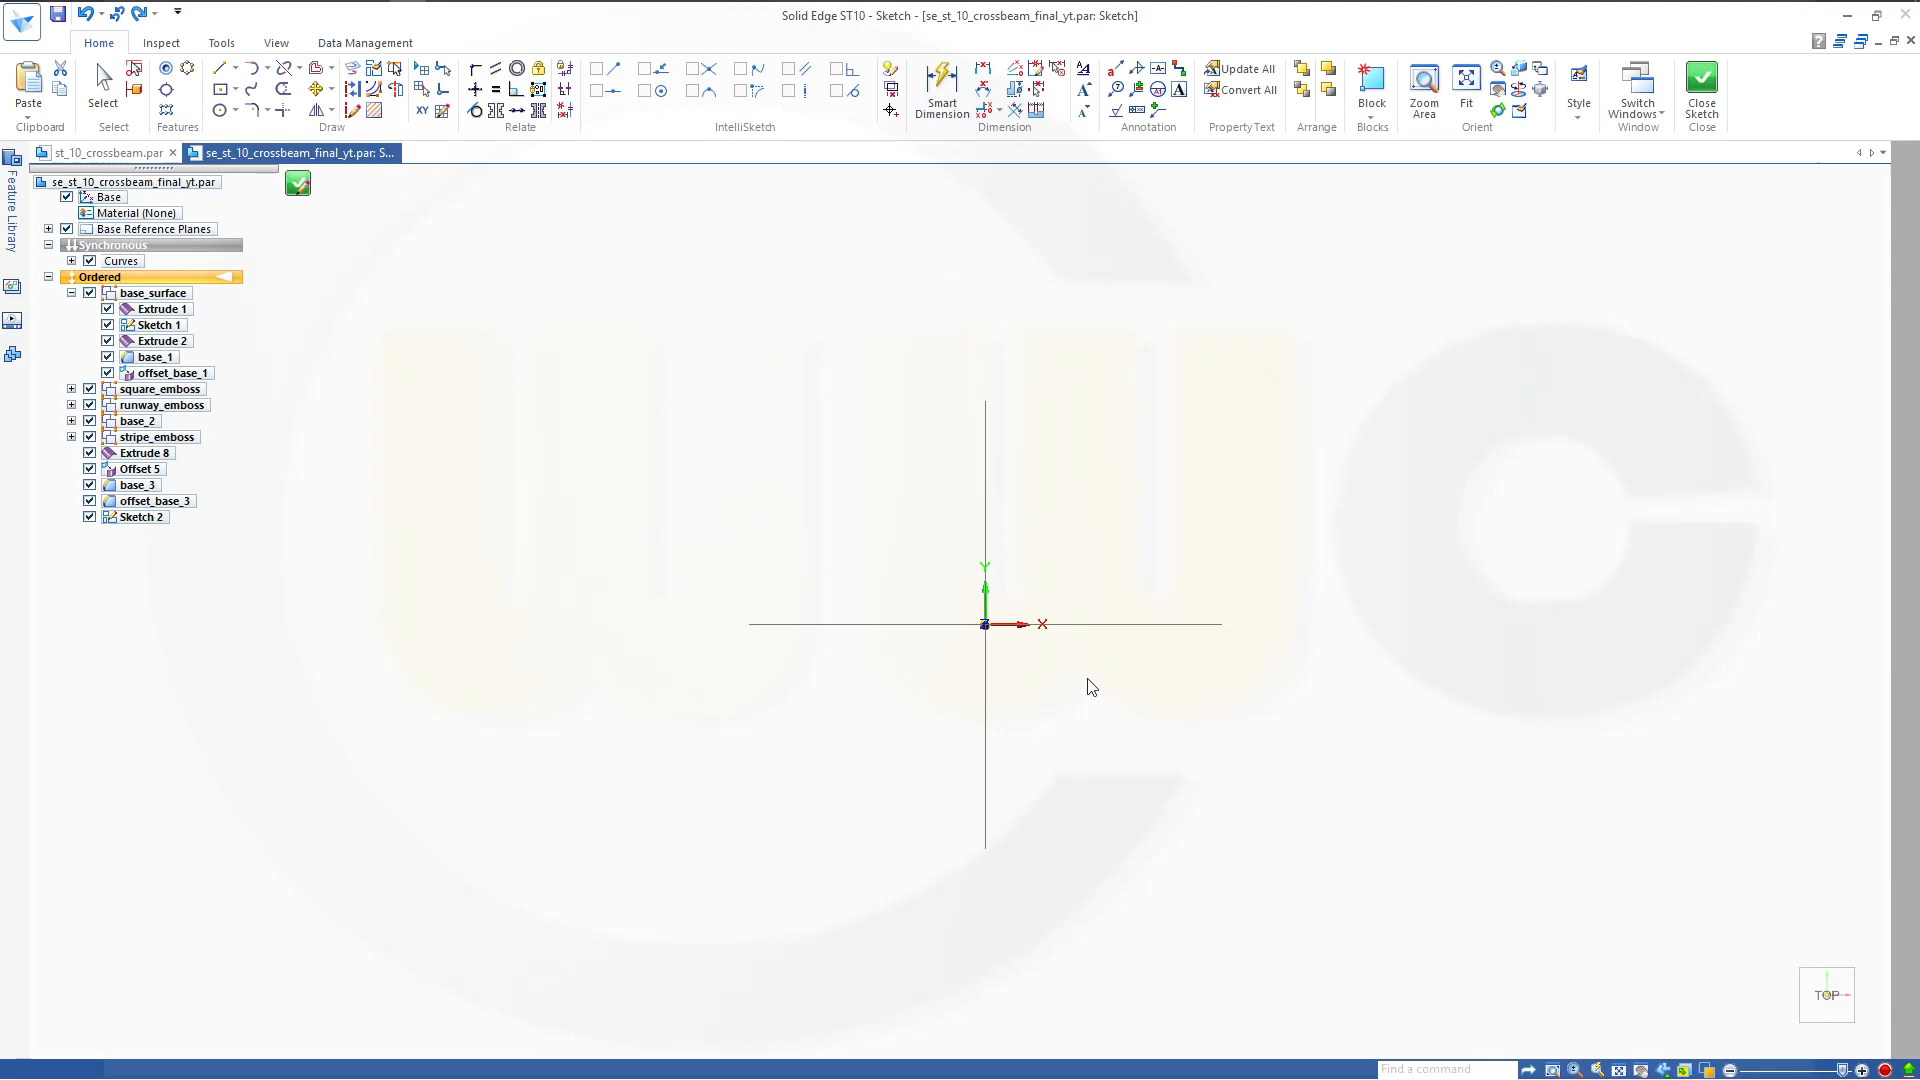 Solid Edge ST10 - Sketch - [se_st_10_crossbeam_final_yt.par: Sketch]
Home Inspect Tools View Data Management
Paste
Clipboard
Select
Select
Features
Draw
Relate
IntelliSketch
Smart
Dimension
Dimension
Annotation
Update All
Convert All
PropertyText
Arrange
Block
Blocks
Zoom
Area
Fit
Orient
Style
Switch
Windows
Window
Close
Sketch
Close
st_10_crossbeam.par
se_st_10_crossbeam_final_yt.par: S...
Feature Library
se_st_10_crossbeam_final_yt.par
Base
Material (None)
Base Reference Planes
Synchronous
Curves
Ordered
base_surface
Extrude 1
Sketch 1
Extrude 2
base_1
offset_base_1
square_emboss
runway_emboss
base_2
stripe_emboss
Extrude 8
Offset 5
base_3
offset_base_3
Sketch 2
Y
X
TOP
Find a command